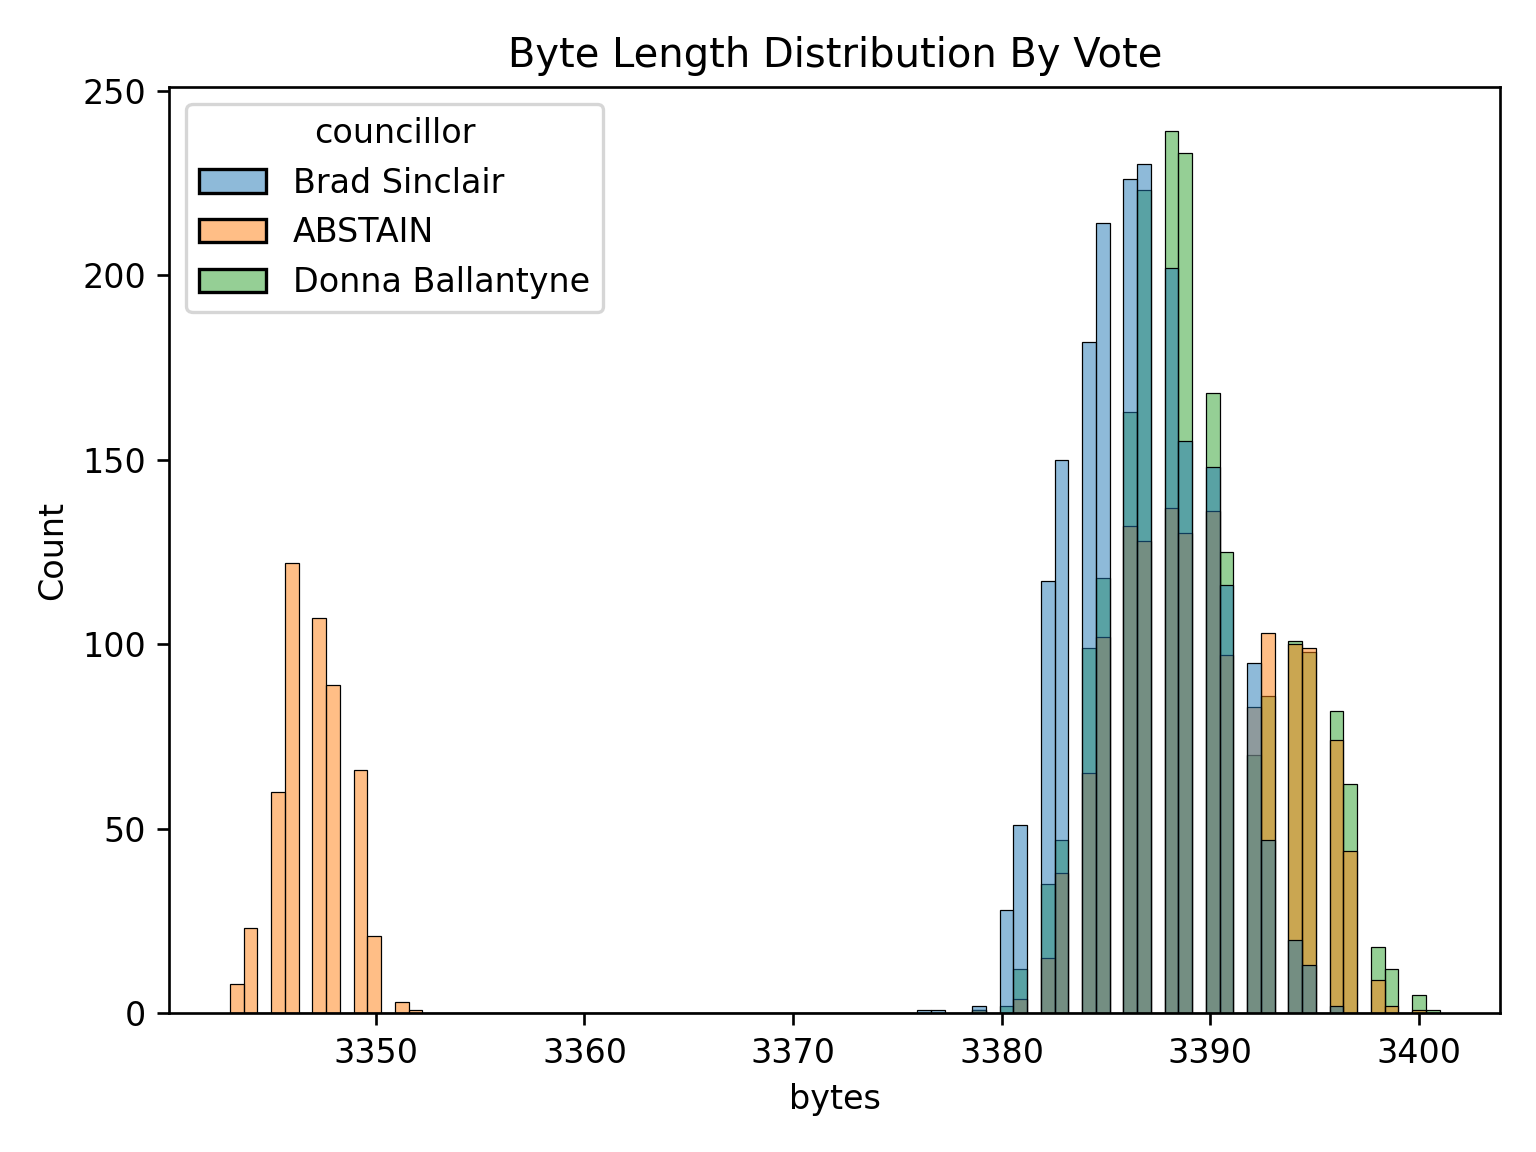 Byte Length Distribution By Vote
250
200
150
100
50
0
Count
councillor
Brad Sinclair
ABSTAIN
Donna Ballantyne
3350 3360 3370 3380 3390 3400
bytes